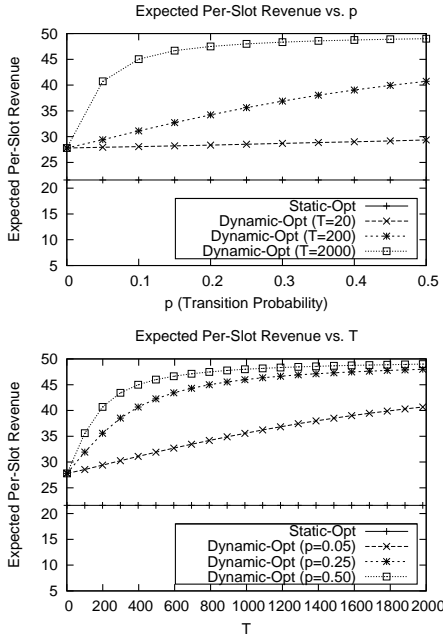 Expected Per-Slot Revenue vs. p
Expected Per-Slot Revenue
50
45
40
35
30
25
20
15
10
5
Static-Opt
Dynamic-Opt (T=20)
Dynamic-Opt (T=200)
Dynamic-Opt (T=2000)
0 0.1 0.2 0.3 0.4 0.5
p (Transition Probability)
Expected Per-Slot Revenue vs. T
Expected Per-Slot Revenue
50
45
40
35
30
25
20
15
10
5
Static-Opt
Dynamic-Opt (p=0.05)
Dynamic-Opt (p=0.25)
Dynamic-Opt (p=0.50)
0 200 400 600 800 1000 1200 1400 1600 1800 2000
T